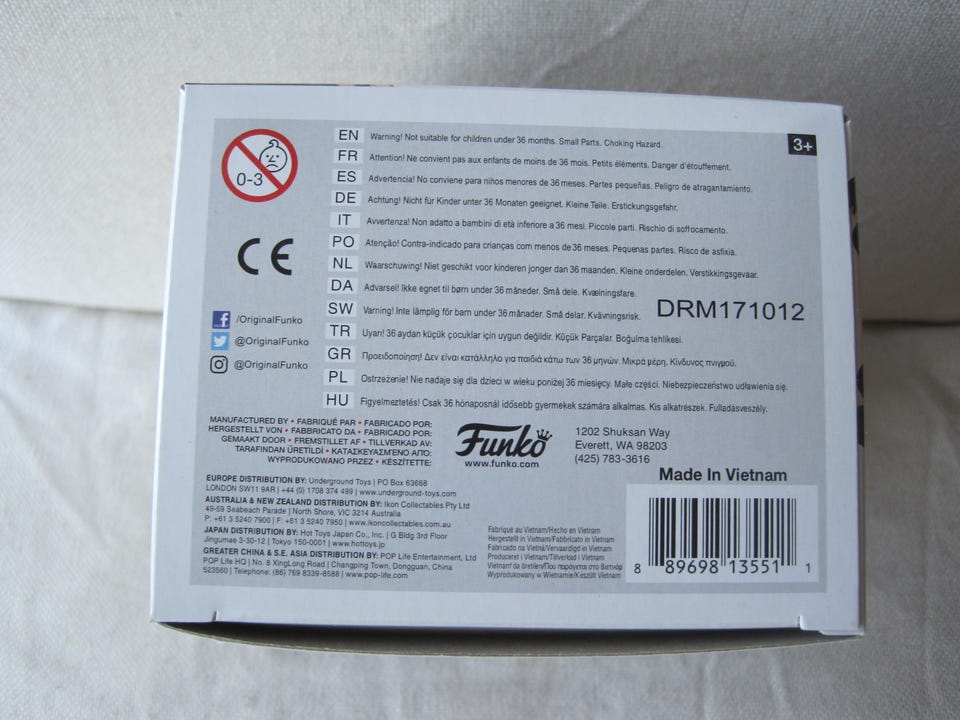 0-3
3+
EN Warning! Not suitable for children under 36 months. Small Parts. Choking Hazard.
FR Attention! Ne convient pas aux enfants de moins de 36 mois. Petits éléments. Danger d'étouffement.
ES Advertencia! No conviene para niños menores de 36 meses. Partes pequeñas. Peligro de atragantamiento.
DE Achtung! Nicht für Kinder unter 36 Monaten geeignet. Kleine Teile. Erstickungsgefahr.
IT Avvertenza! Non adatto a bambini di età inferiore a 36 mesi. Piccole parti. Rischio di soffocamento.
PO Atenção! Contra-indicado para crianças com menos de 36 meses. Pequenas partes. Risco de asfixia.
NL Waarschuwing! Niet geschikt voor kinderen jonger dan 36 maanden. Kleine onderdelen. Verstikkingsgevaar.
DA Advarsel! Ikke egnet til børn under 36 måneder. Små dele. Kvælningsfare.
SW Varning! Inte lämplig för barn under 36 månader. Små delar. Kvävningsrisk.
TR Uyarı! 36 aydan küçük çocuklar için uygun değildir. Küçük Parçalar. Boğulma tehlikesi.
GR Προειδοποίηση! Δεν είναι κατάλληλο για παιδιά κάτω των 36 μηνών. Μικρά μέρη. Κίνδυνος πνιγμού.
PL Ostrzeżenie! Nie nadaje się dla dzieci w wieku poniżej 36 miesięcy. Małe części. Niebezpieczeństwo udławienia się.
HU Figyelmeztetés! Csak 36 hónaposnál idősebb gyermekek számára alkalmas. Kis alkatrészek. Fulladásveszély.
CE
DRM171012
/OriginalFunko
@OriginalFunko
@OriginalFunko
MANUFACTURED BY • FABRIQUÉ PAR • FABRICADO POR:
HERGESTELLT VON • FABBRICATO DA • FABRICADO POR:
GEMAAKT DOOR • FREMSTILLET AF • TILLVERKAD AV:
TARAFINDAN ÜRETİLDİ • ΚΑΤΑΣΚΕΥΑΣΜΕΝΟ ΑΠΟ:
WYPRODUKOWANO PRZEZ • KÉSZÍTETTE:
Funko
www.funko.com
1202 Shuksan Way
Everett, WA 98203
(425) 783-3616
EUROPE DISTRIBUTION BY: Underground Toys | PO Box 63668
LONDON SW11 9AR | +44 (0) 1708 374 499 | www.underground-toys.com
AUSTRALIA & NEW ZEALAND DISTRIBUTION BY: Ikon Collectables Pty Ltd
49-59 Seabeach Parade | North Shore, VIC 3214 Australia
P: +61 3 5240 7900 | F: +61 3 5240 7950 | www.ikoncollectables.com.au
JAPAN DISTRIBUTION BY: Hot Toys Japan Co., Inc. | G Bldg 3rd Floor
Jingumae 3-30-12 | Tokyo 150-0001 | www.hottoys.jp
GREATER CHINA & S.E. ASIA DISTRIBUTION BY: POP Life Entertainment, Ltd
POP Life HQ | No. 8 XingLong Road | Changping Town, Dongguan, China
523560 | Telephone: (86) 769 8339-8588 | www.pop-life.com
Fabriqué au Vietnam/Hecho en Vietnam
Hergestellt in Vietnam/Fabbricato in Vietnam
Fabricado na Vietnã/Vervaardigd in Vietnam
Produceret i Vietnam/Tillverkad i Vietnam
Vietnam'da üretilen/Που παράγεται στο Βιετνάμ
Wyprodukowany w Wietnamie/Készült Vietnam
Made In Vietnam
8 89698 13551 1